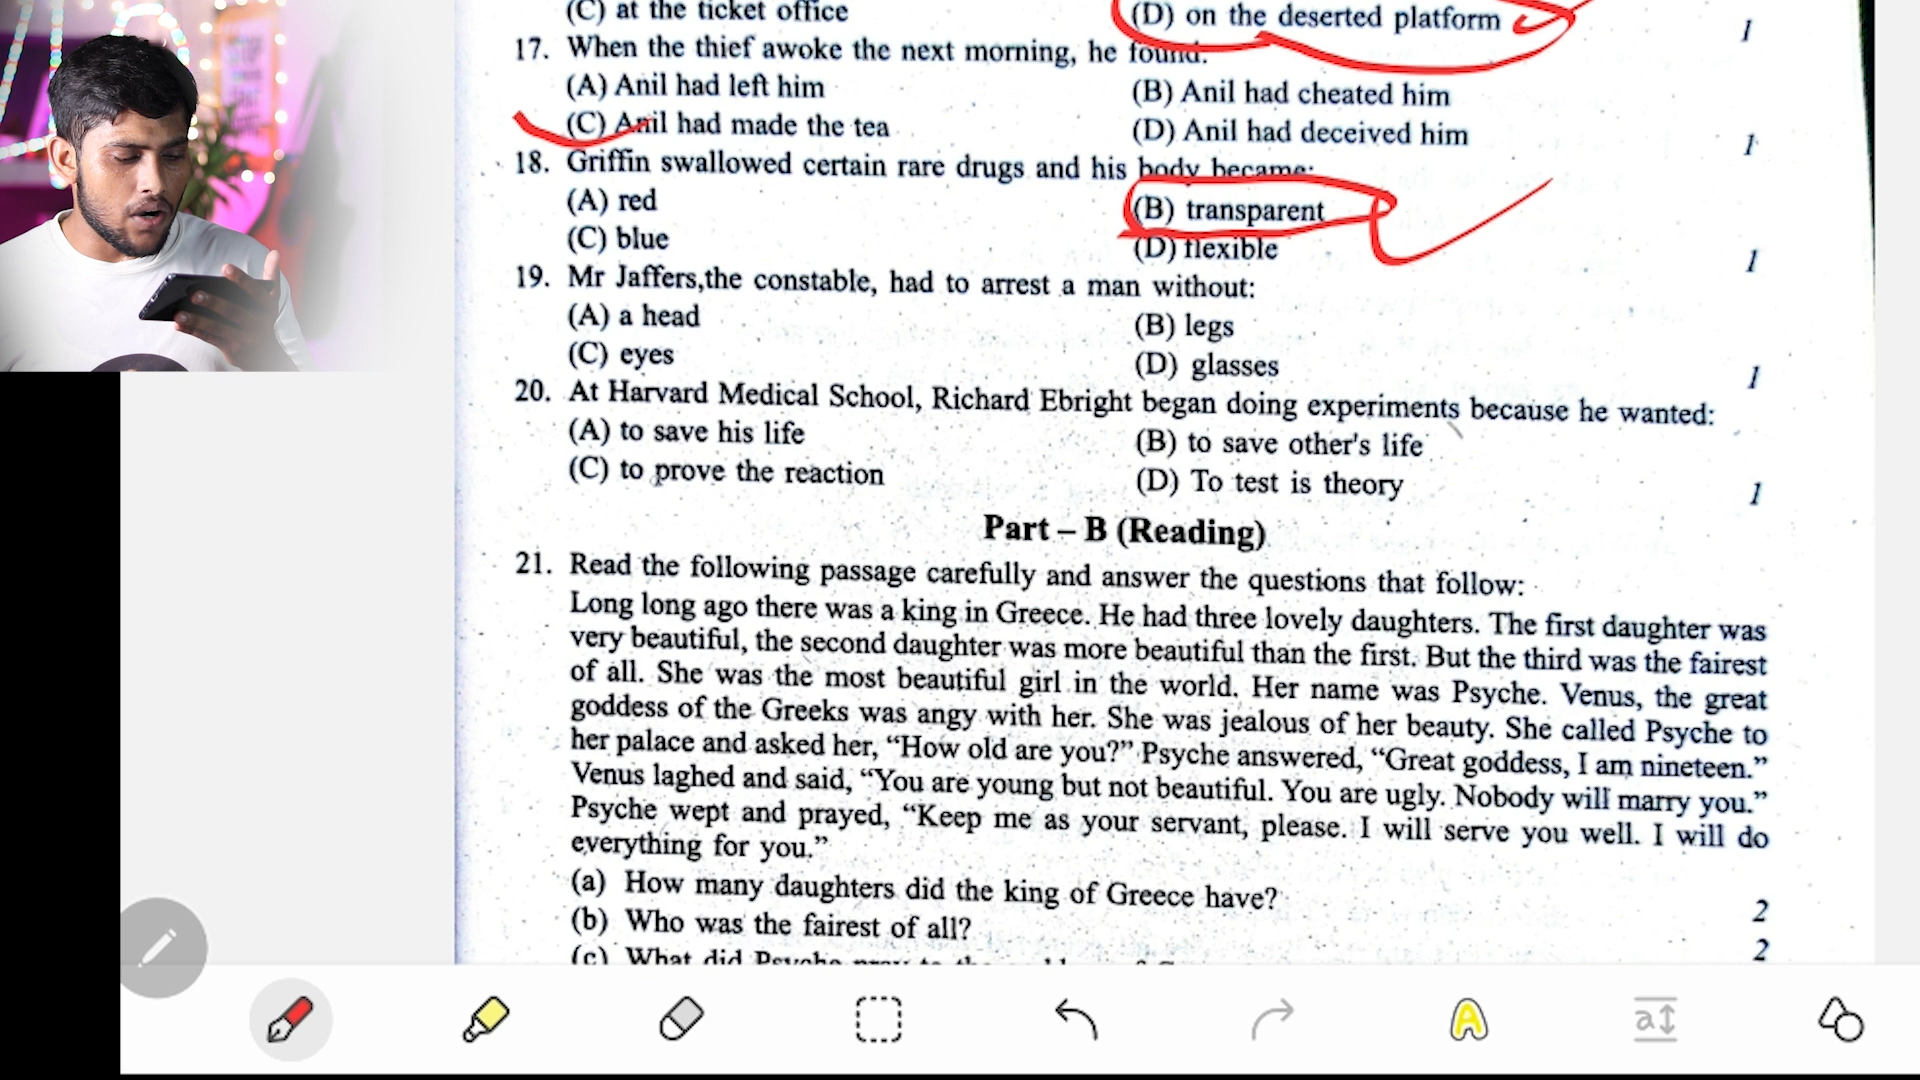 (C) at the ticket office (D) on the deserted platform 1
17. When the thief awoke the next morning, he found:
(A) Anil had left him (B) Anil had cheated him
(C) Anil had made the tea (D) Anil had deceived him 1
18. Griffin swallowed certain rare drugs and his body became:
(A) red (B) transparent
(C) blue (D) flexible 1
19. Mr Jaffers,the constable, had to arrest a man without:
(A) a head (B) legs
(C) eyes (D) glasses 1
20. At Harvard Medical School, Richard Ebright began doing experiments because he wanted:
(A) to save his life (B) to save other's life
(C) to prove the reaction (D) To test is theory 1
Part – B (Reading)
21. Read the following passage carefully and answer the questions that follow:
Long long ago there was a king in Greece. He had three lovely daughters. The first daughter was
very beautiful, the second daughter was more beautiful than the first. But the third was the fairest
of all. She was the most beautiful girl in the world. Her name was Psyche. Venus, the great
goddess of the Greeks was angy with her. She was jealous of her beauty. She called Psyche to
her palace and asked her, “How old are you?” Psyche answered, “Great goddess, I am nineteen.”
Venus laghed and said, “You are young but not beautiful. You are ugly. Nobody will marry you.”
Psyche wept and prayed, “Keep me as your servant, please. I will serve you well. I will do
everything for you.”
(a) How many daughters did the king of Greece have? 2
(b) Who was the fairest of all? 2
(c) What did Psyche pray to the
A a